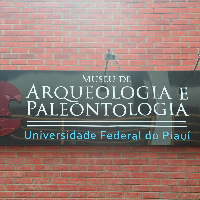 Museu de
Arqueologia e
Paleontologia
Universidade Federal do Piauí